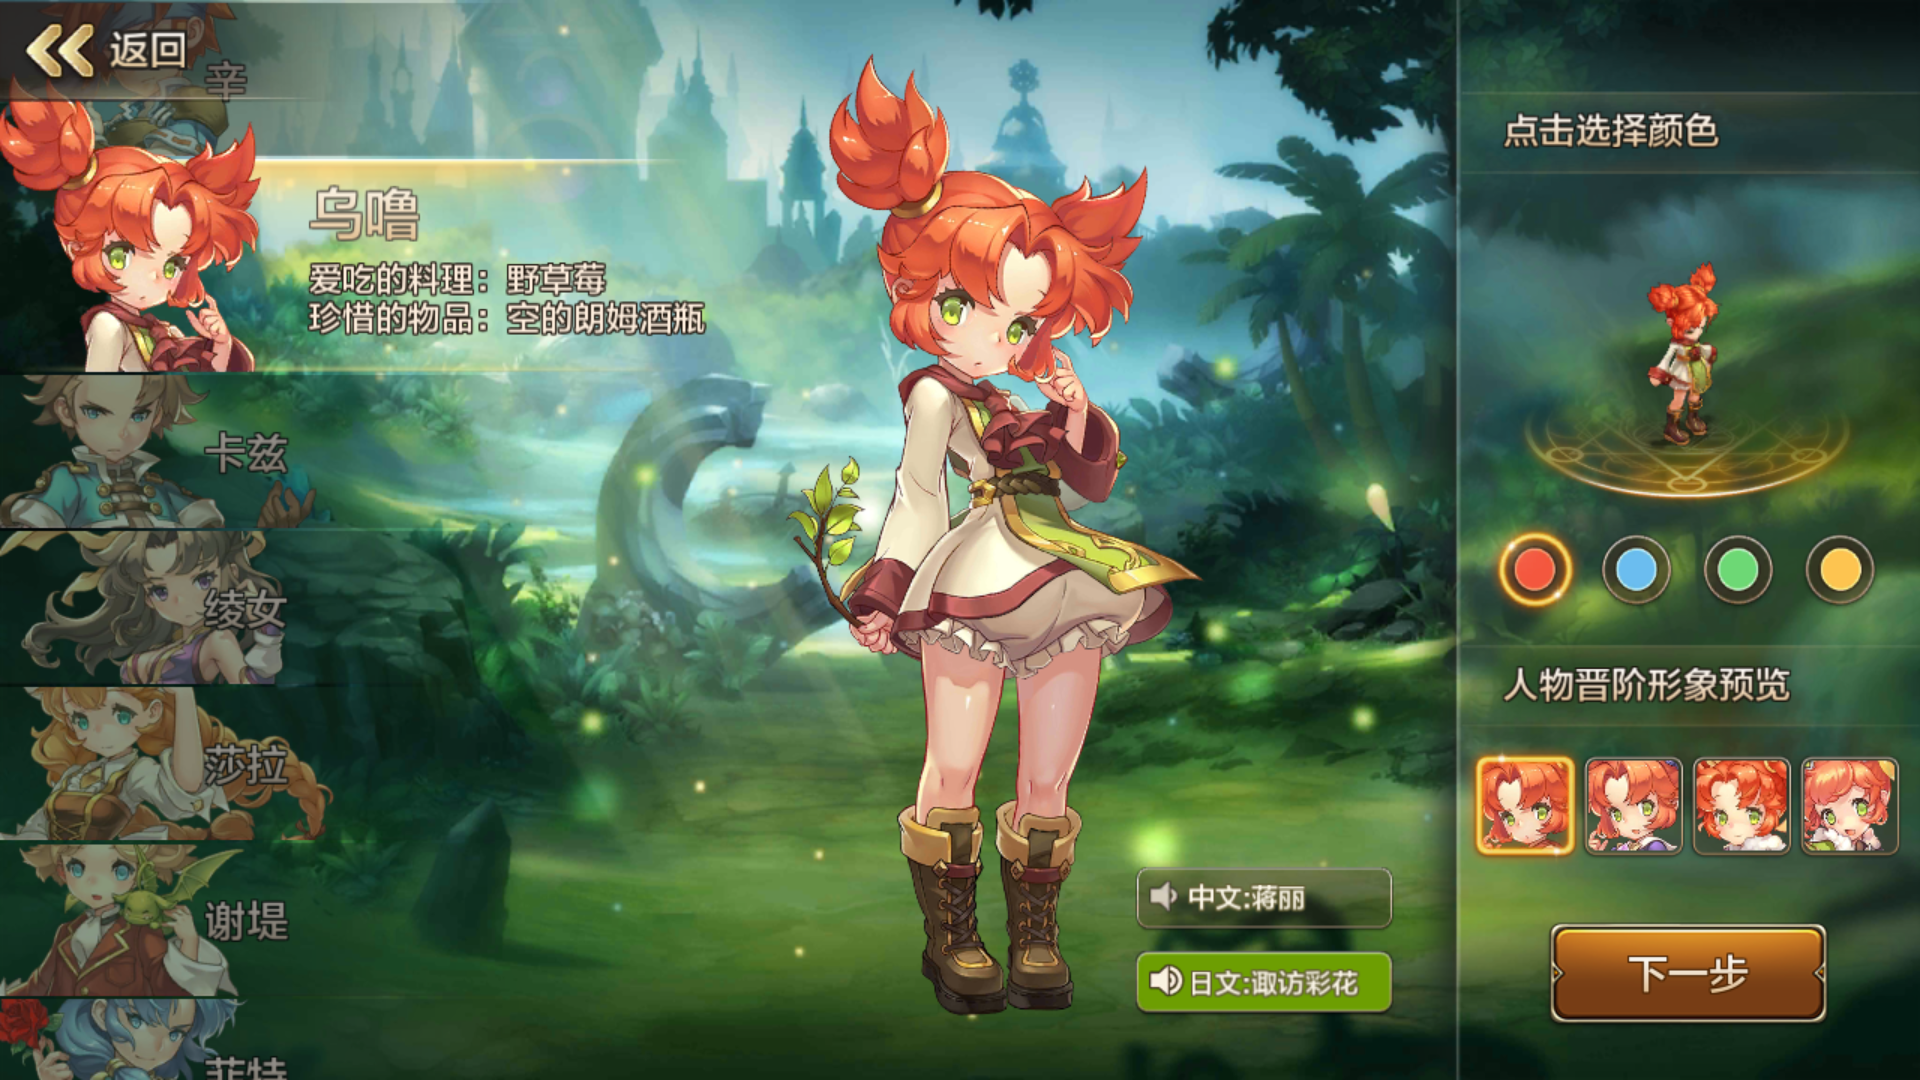 返回
辛
乌噜
爱吃的料理：野草莓
珍惜的物品：空的朗姆酒瓶
卡兹
绫女
莎拉
谢堤
菲特
中文:蒋丽
日文:诹访彩花
点击选择颜色
人物晋阶形象预览
下一步